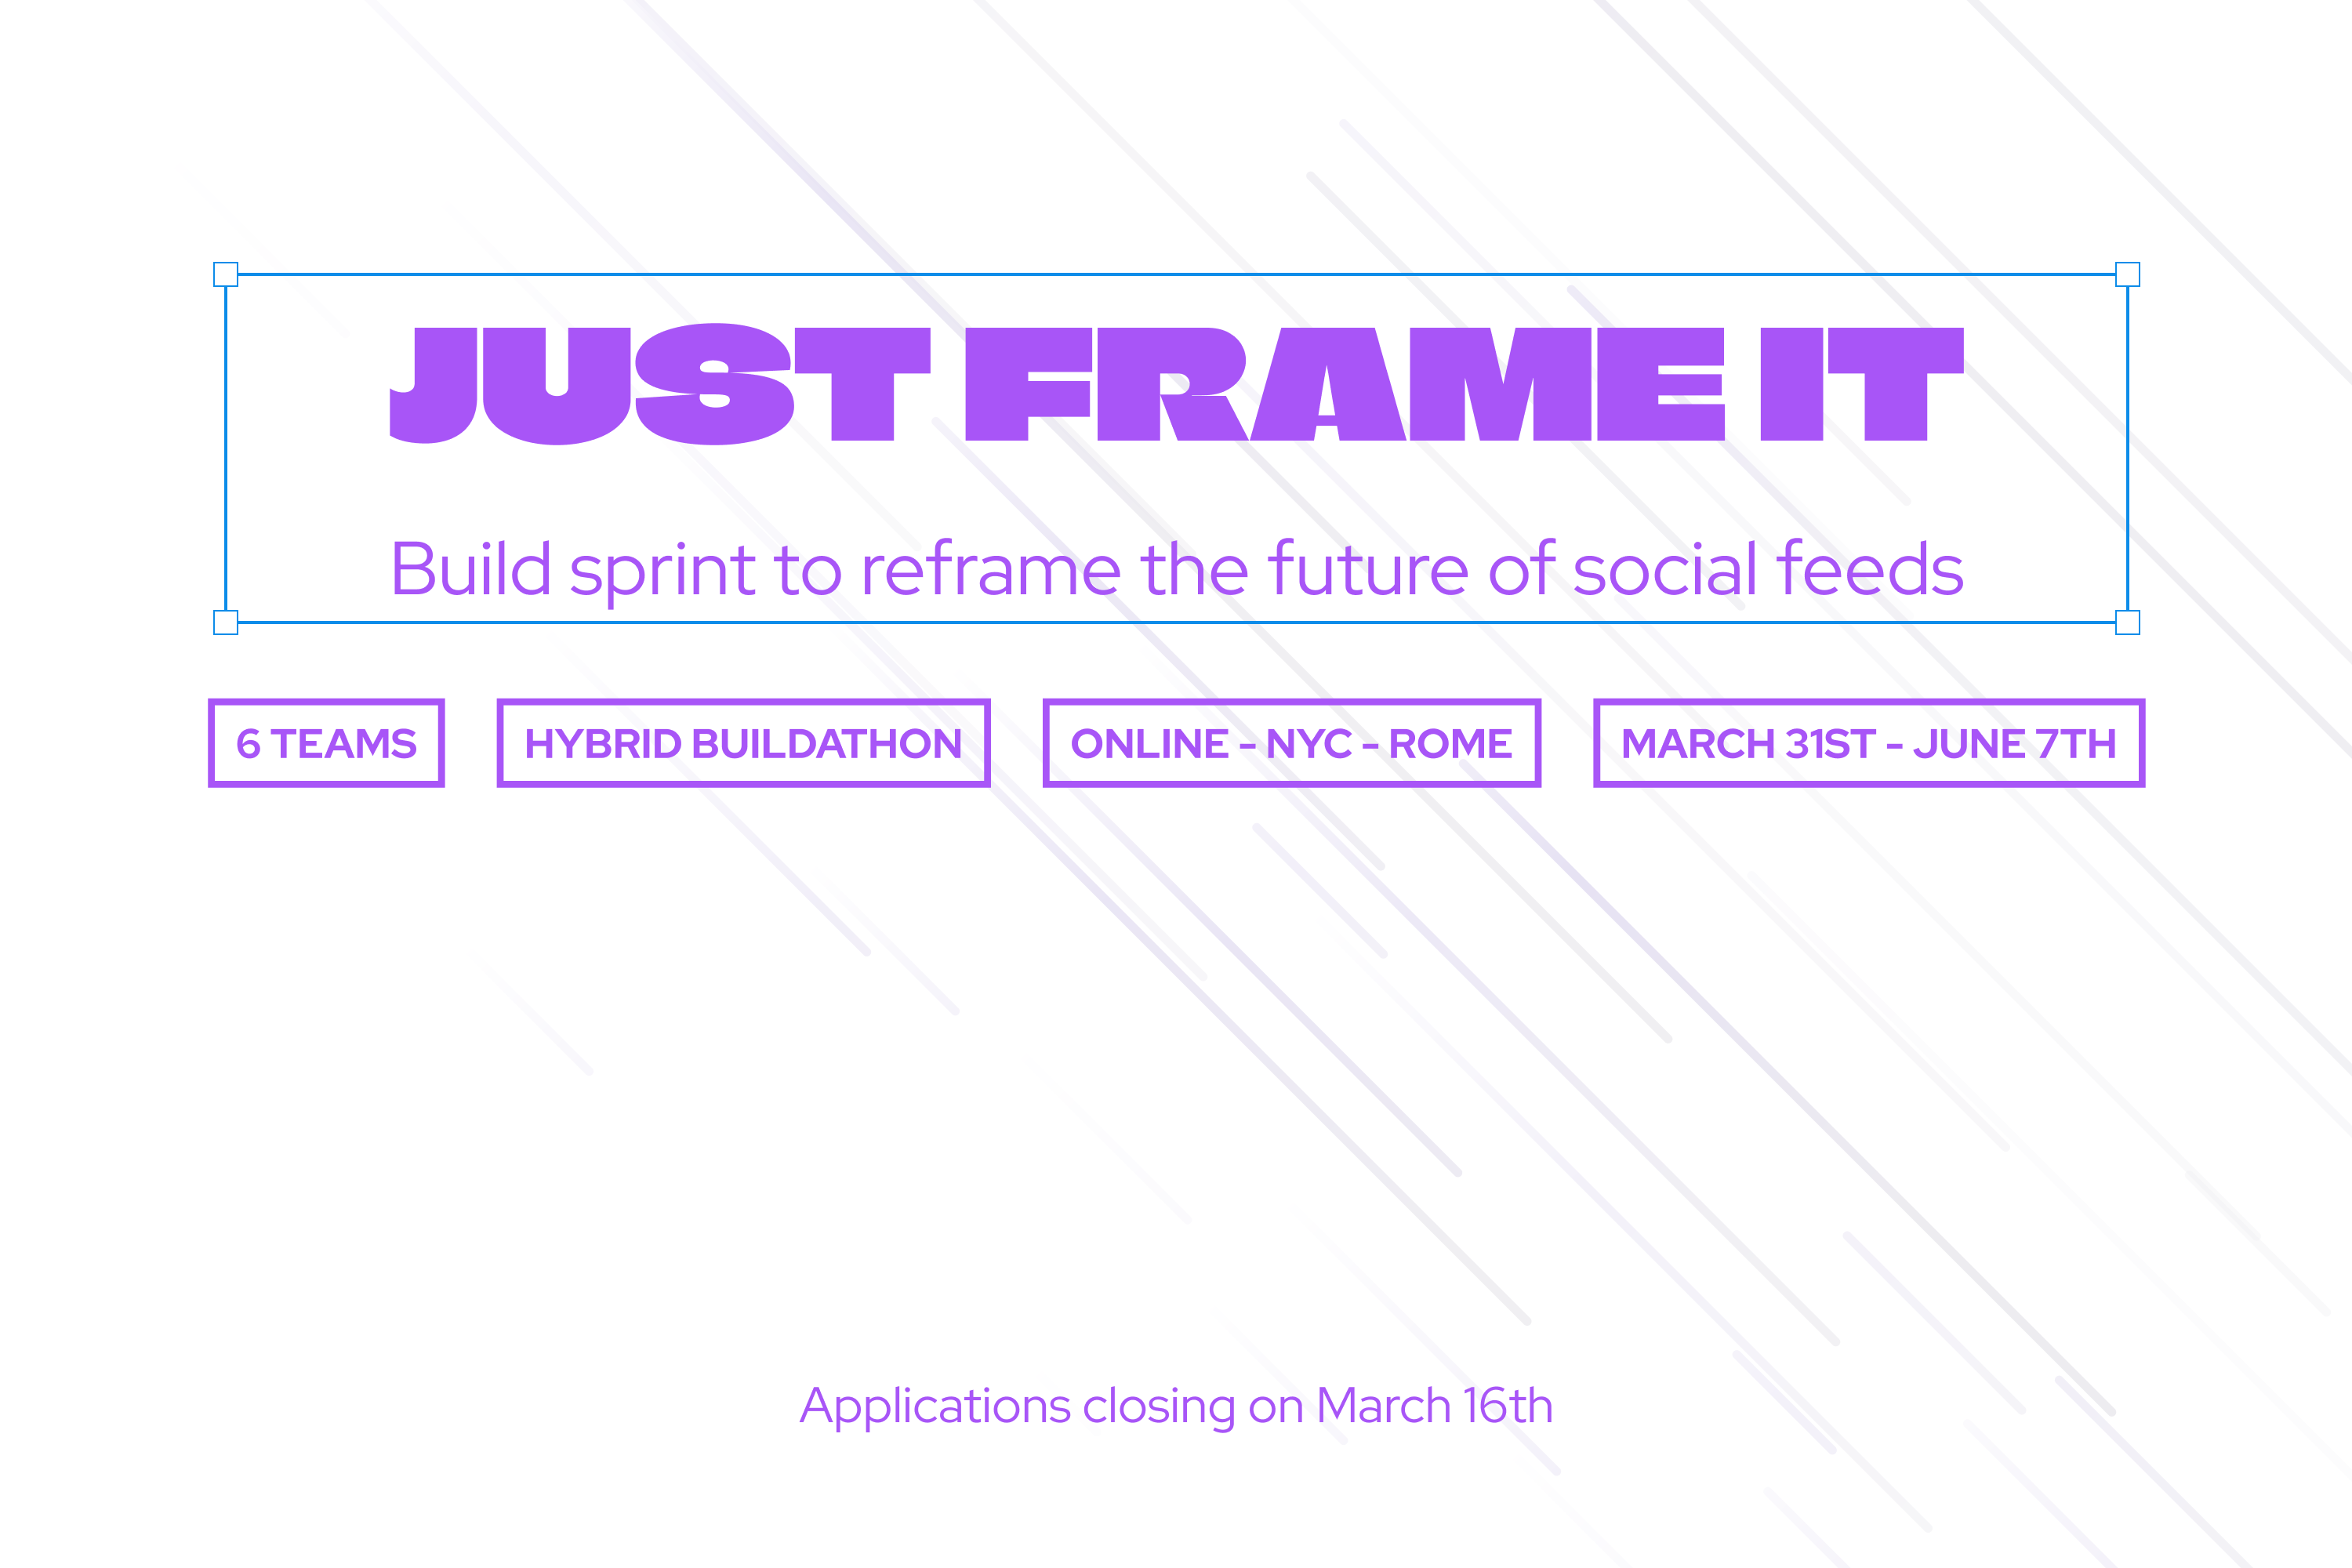 JUST FRAME IT
Build sprint to reframe the future of social feeds
6 TEAMS
HYBRID BUILDATHON
ONLINE - NYC - ROME
MARCH 31ST - JUNE 7TH
Applications closing on March 16th